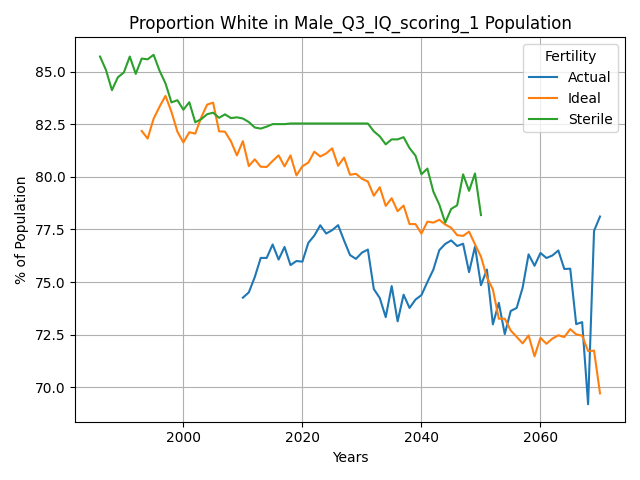 Proportion White in Male_Q3_IQ_scoring_1 Population
Fertility
Actual
Ideal
Sterile
% of Population
85.0
82.5
80.0
77.5
75.0
72.5
70.0
2000
2020
2040
2060
Years